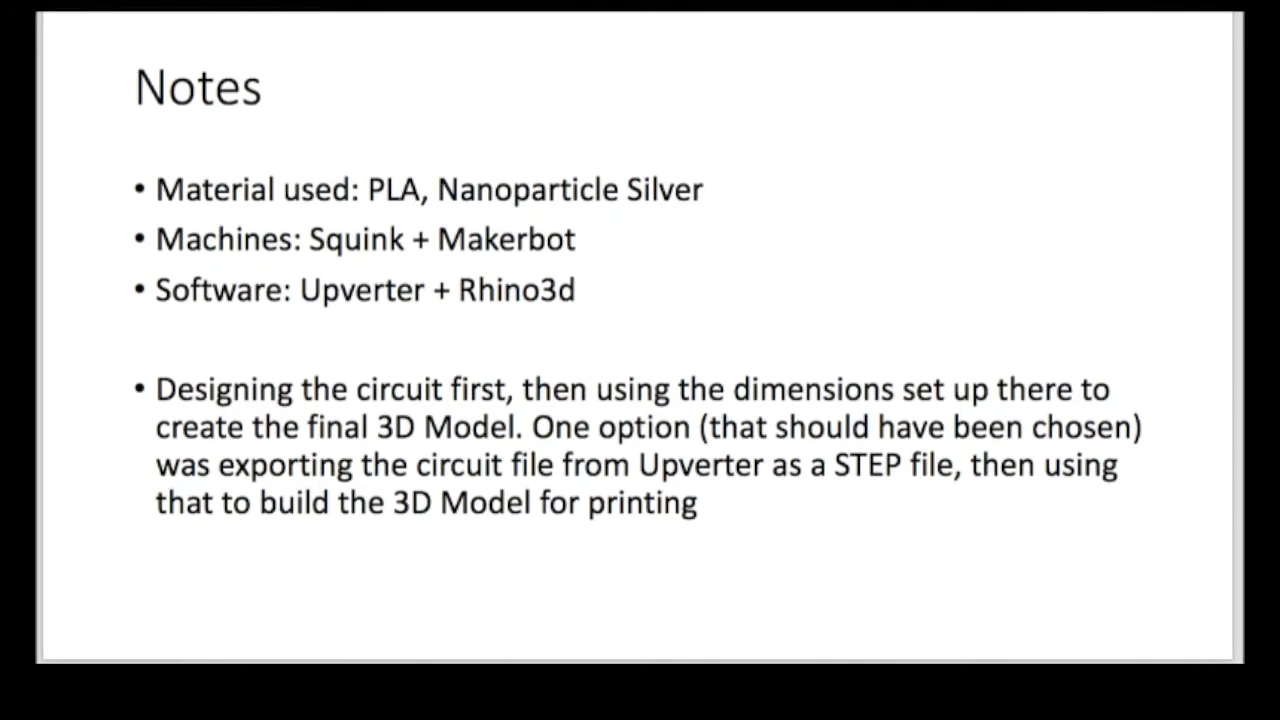 Notes
• Material used: PLA, Nanoparticle Silver
• Machines: Squink + Makerbot
• Software: Upverter + Rhino3d
• Designing the circuit first, then using the dimensions set up there to
create the final 3D Model. One option (that should have been chosen)
was exporting the circuit file from Upverter as a STEP file, then using
that to build the 3D Model for printing